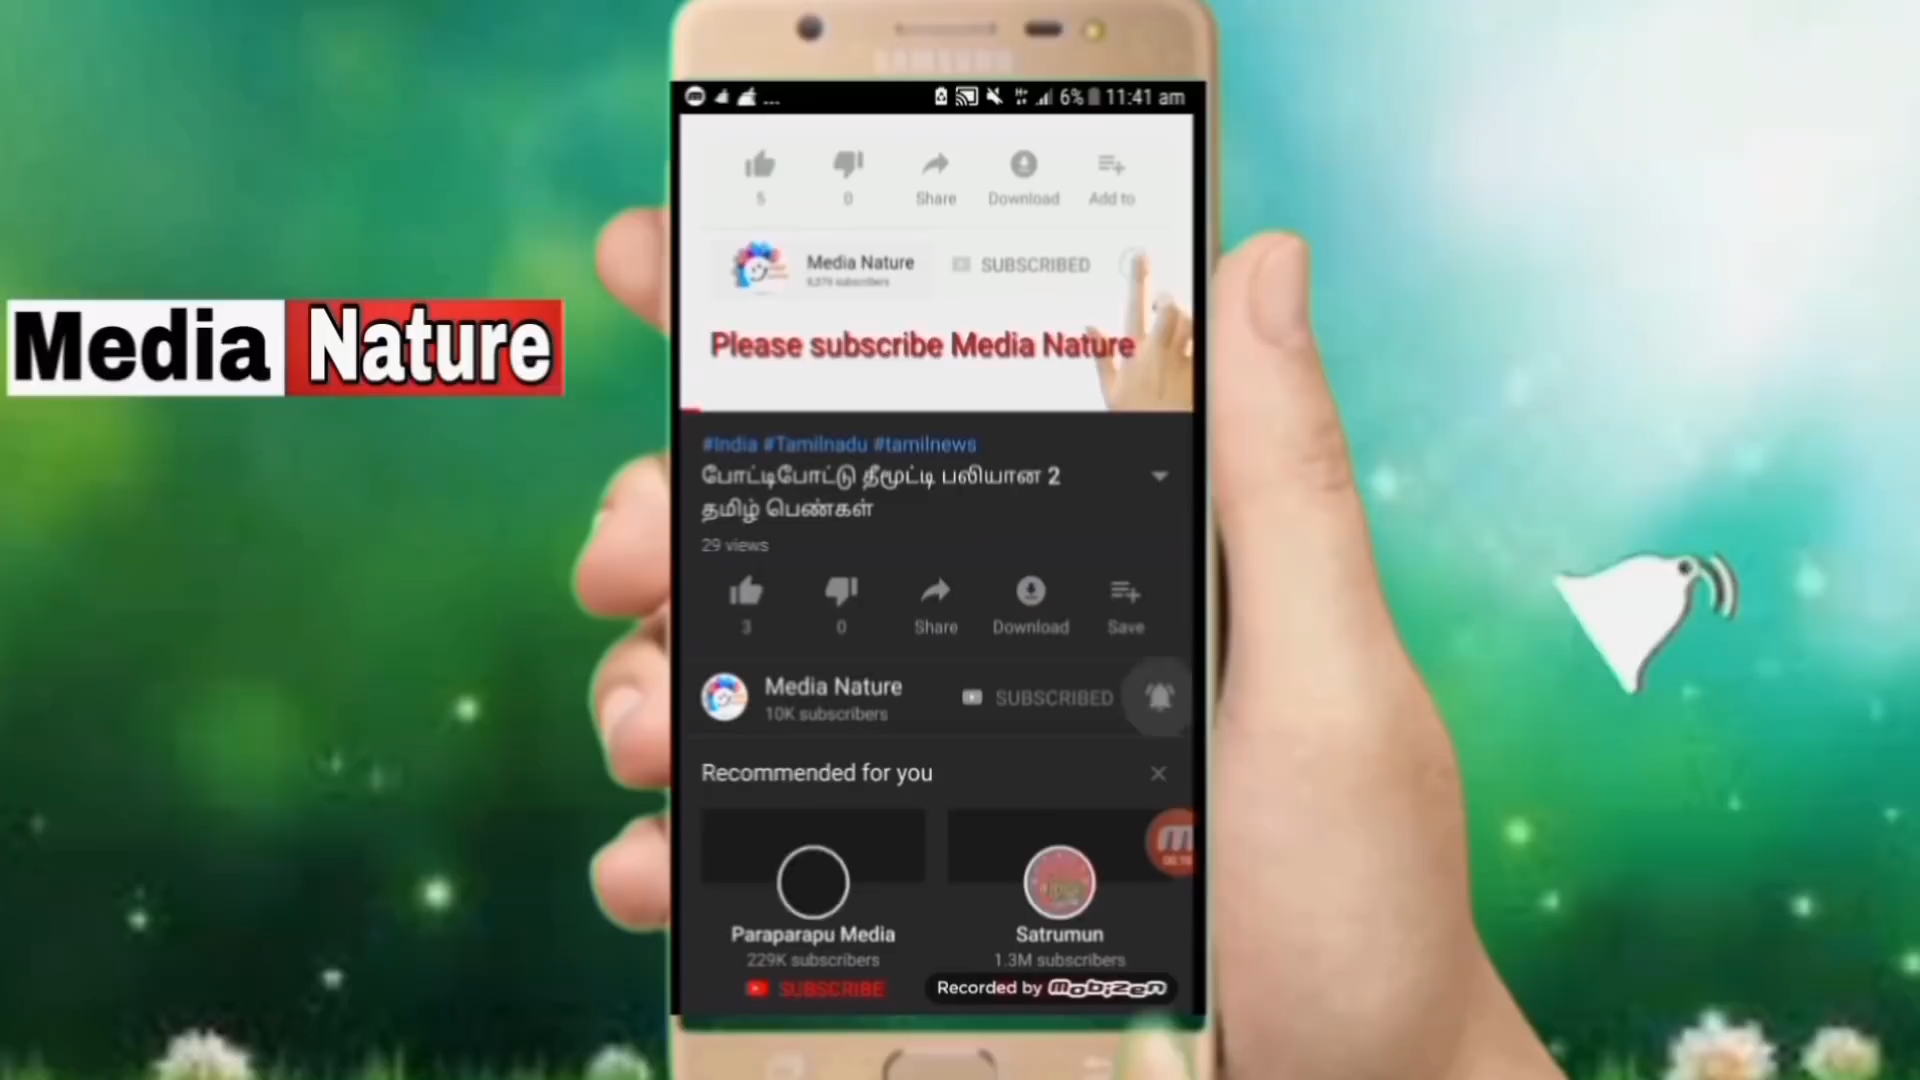 SAMSUNG
6% 11:41 am
5
0
Share
Download
Add to
Media Nature
SUBSCRIBED
subscribers
Please subscribe Media Nature
Media Nature
#India #Tamilnadu #tamilnews
போட்டிபோட்டு தீமூட்டி பலியான 2
தமிழ் பெண்கள்
29 views
3
0
Share
Download
Save
Media Nature
10K subscribers
SUBSCRIBED
Recommended for you
Paraparapu Media
229K subscribers
SUBSCRIBE
Satrumun
1.3M subscribers
Recorded by Mobizen